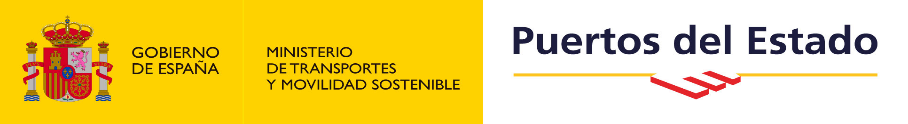 GOBIERNO
DE ESPAÑA
MINISTERIO
DE TRANSPORTES
Y MOVILIDAD SOSTENIBLE
Puertos del Estado